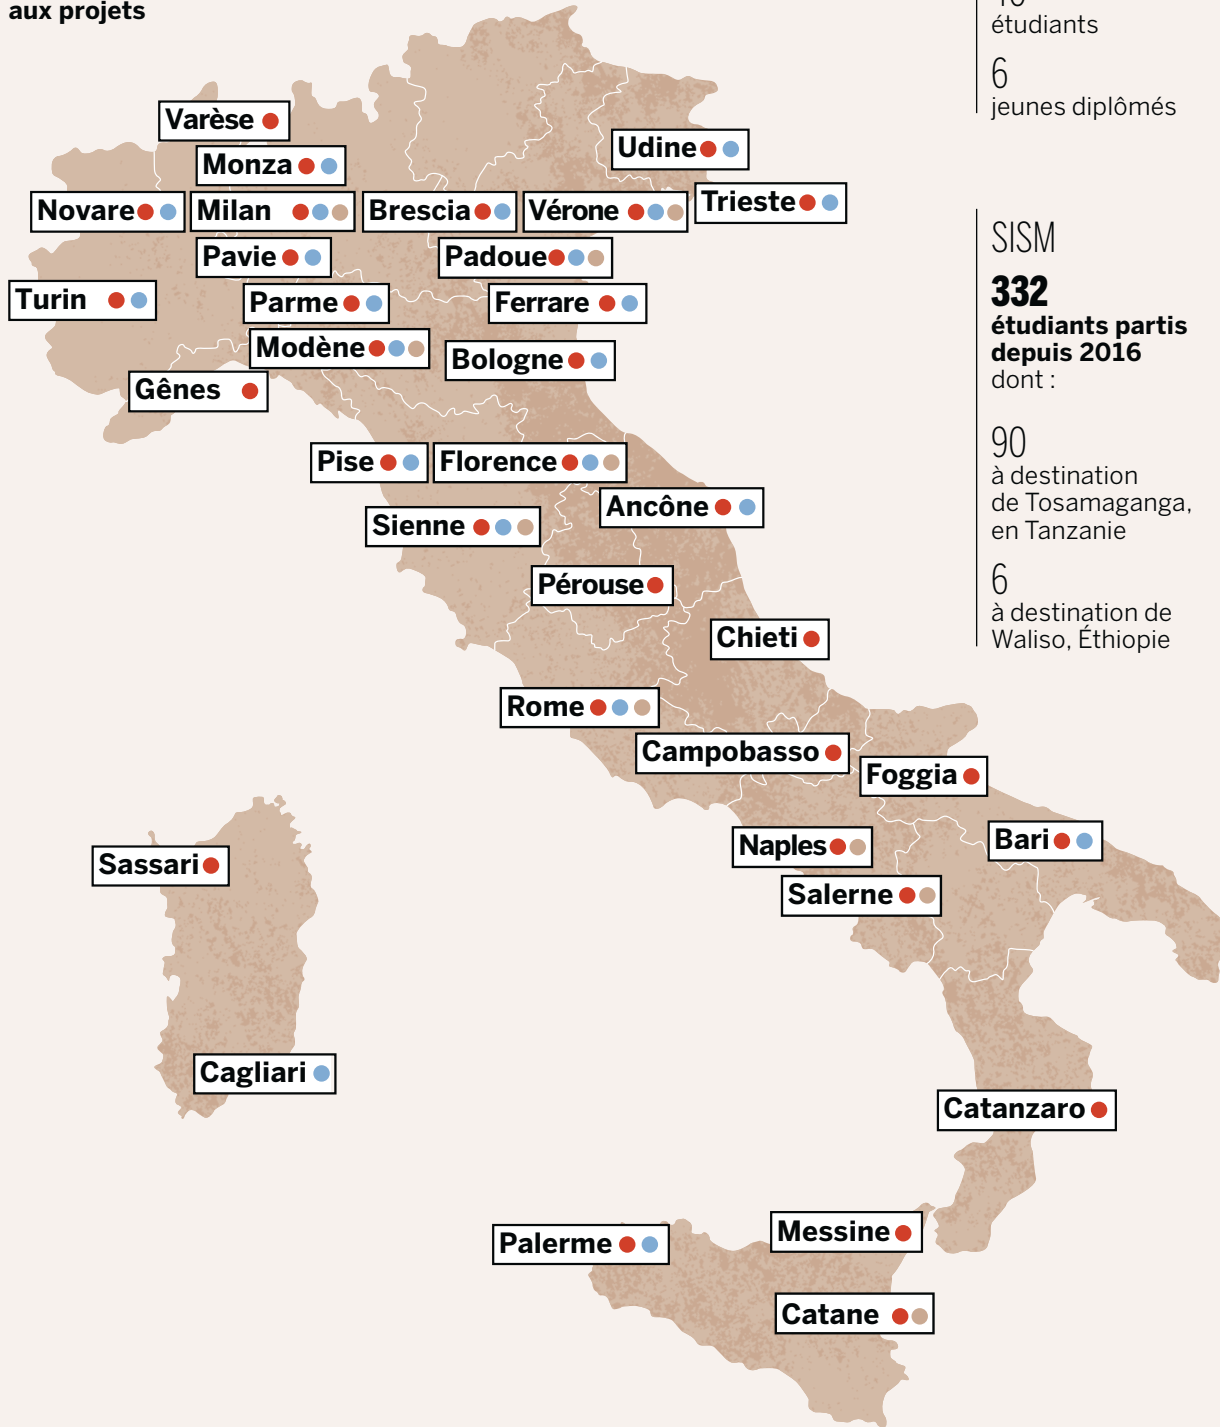 aux projets
étudiants
6
jeunes diplômés
Varèse
Monza
Udine
Novare
Milan
Brescia
Vérone
Trieste
Pavie
Padoue
Turin
Parme
Ferrare
Modène
Bologne
Gênes
Pise
Florence
Ancône
Sienne
Pérouse
Chieti
Rome
Campobasso
Foggia
Naples
Bari
Sassari
Salerne
Cagliari
Catanzaro
Messine
Palerme
Catane
SISM
332
étudiants partis
depuis 2016
dont :
90
à destination
de Tosamaganga,
en Tanzanie
6
à destination de
Waliso, Éthiopie